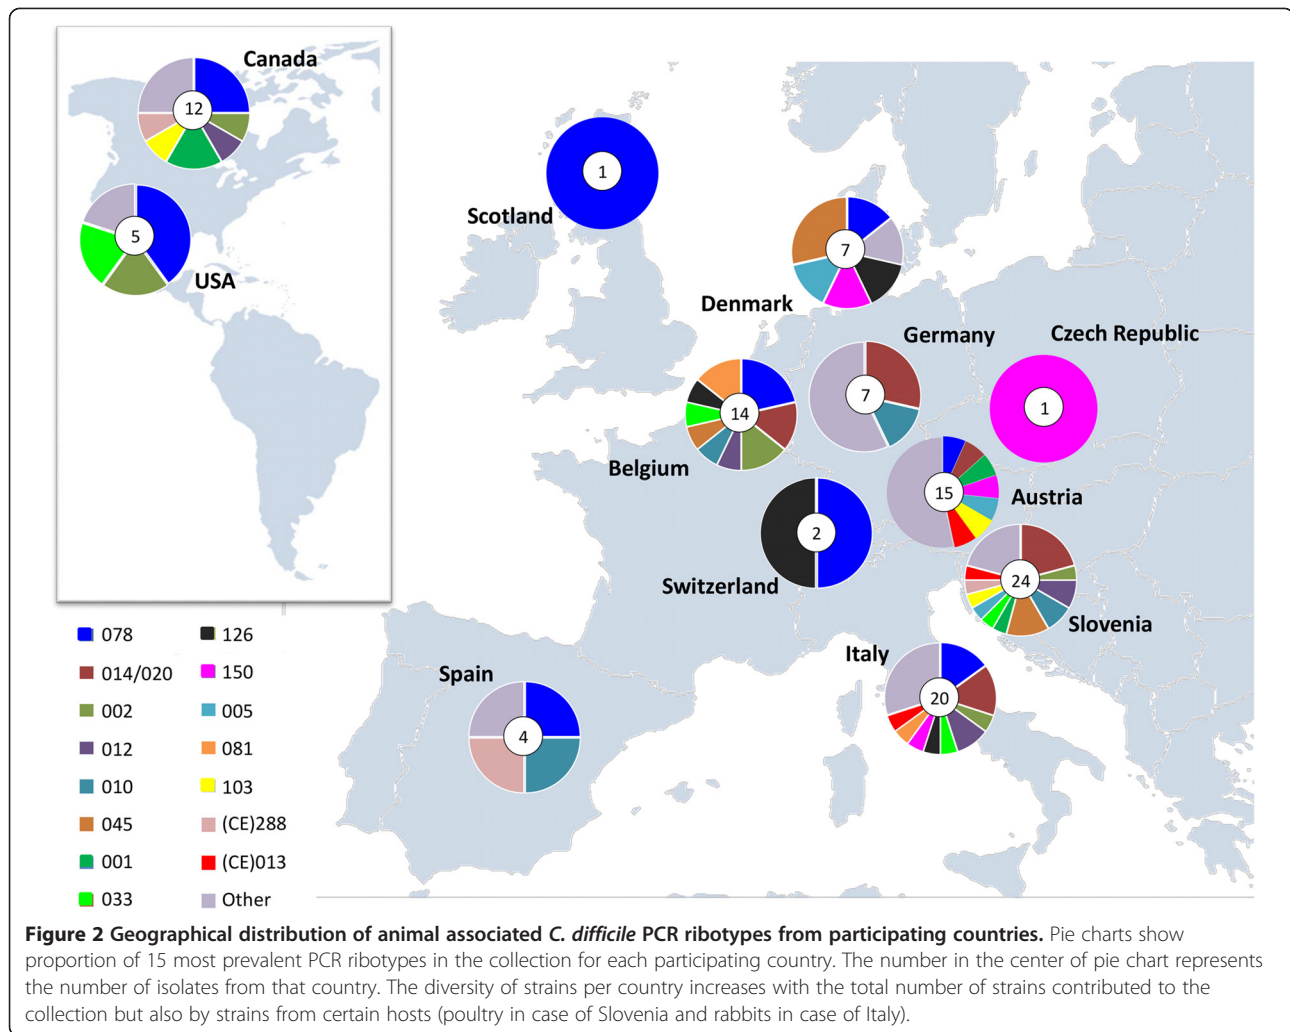 Canada
12
5
USA
1
Scotland
7
Denmark
Germany
Czech Republic
7
1
14
Belgium
15
Austria
2
Switzerland
24
Slovenia
Italy
20
Spain
4
078
014/020
002
012
010
045
001
033
126
150
005
081
103
(CE)288
(CE)013
Other
Figure 2 Geographical distribution of animal associated C. difficile PCR ribotypes from participating countries. Pie charts show
proportion of 15 most prevalent PCR ribotypes in the collection for each participating country. The number in the center of pie chart represents
the number of isolates from that country. The diversity of strains per country increases with the total number of strains contributed to the
collection but also by strains from certain hosts (poultry in case of Slovenia and rabbits in case of Italy).